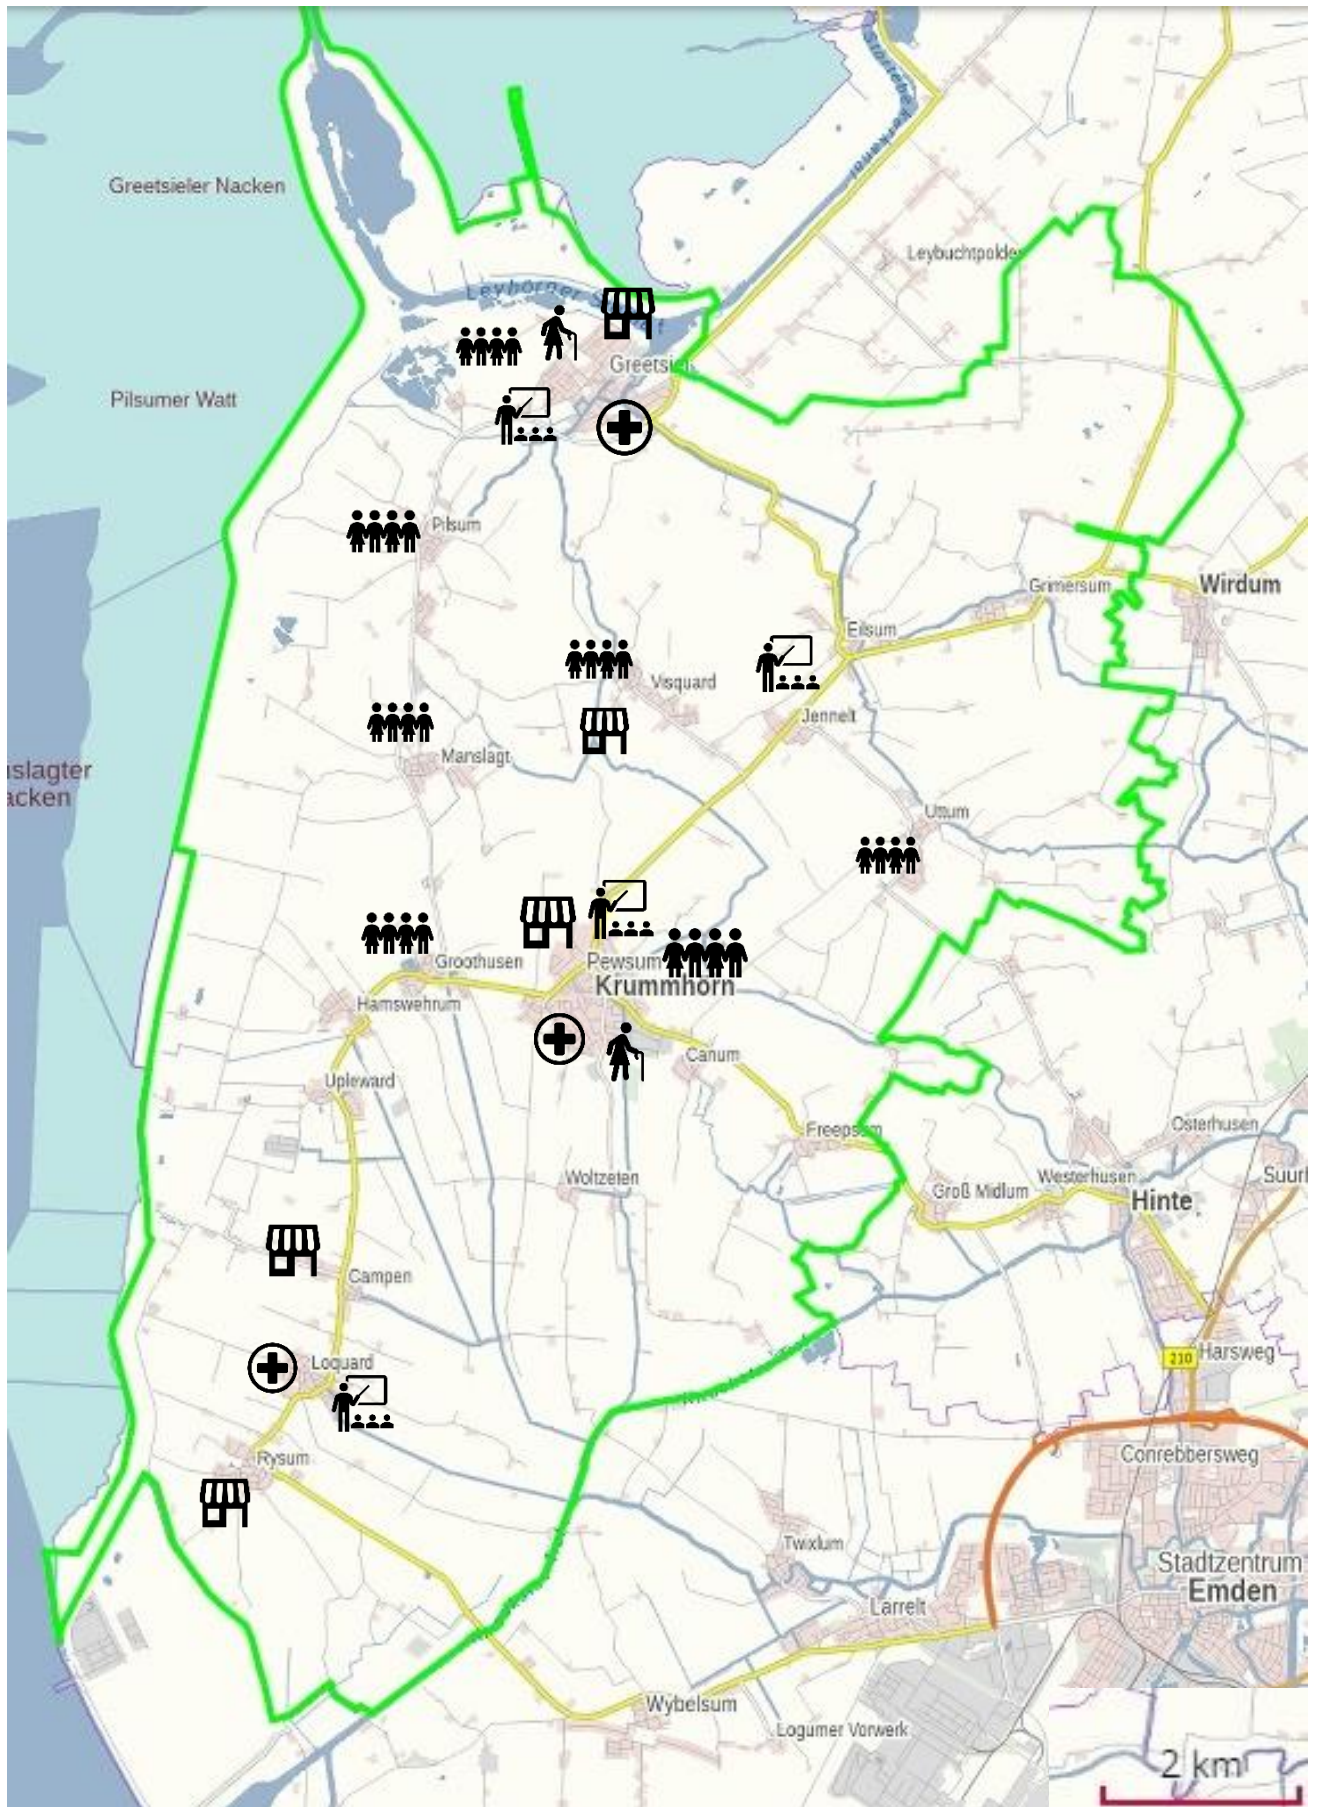 Greetsieler Nacken
Leybuchtpolder
Greetsiel
Pilsumer Watt
Pilsum
Grimersum
Wirdum
Eilsum
Visquard
Jennelt
Manslagt
nslagter
acken
Uttum
Groothusen
Pewsum
Krummhörn
Hamswehrum
Canum
Upleward
Freepsum
Osterhusen
Woltzeten
Westerhusen
Groß Midlum
Hinte
Campen
Loquard
210
Harsweg
Conrebbersweg
Rysum
Twixlum
Stadtzentrum
Emden
Larrelt
Wybelsum
Logumer Vorwerk
2 km